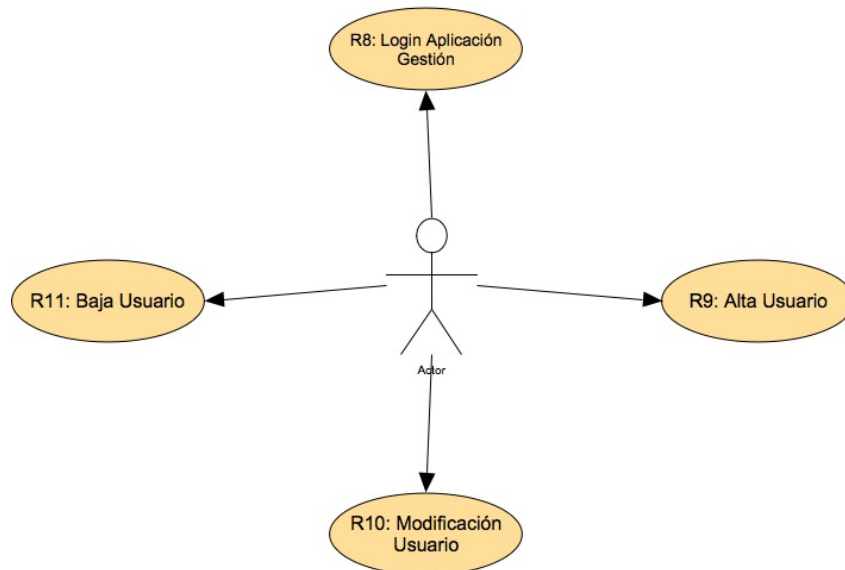 R8: Login Aplicación
Gestión
R11: Baja Usuario
R9: Alta Usuario
Actor
R10: Modificación
Usuario